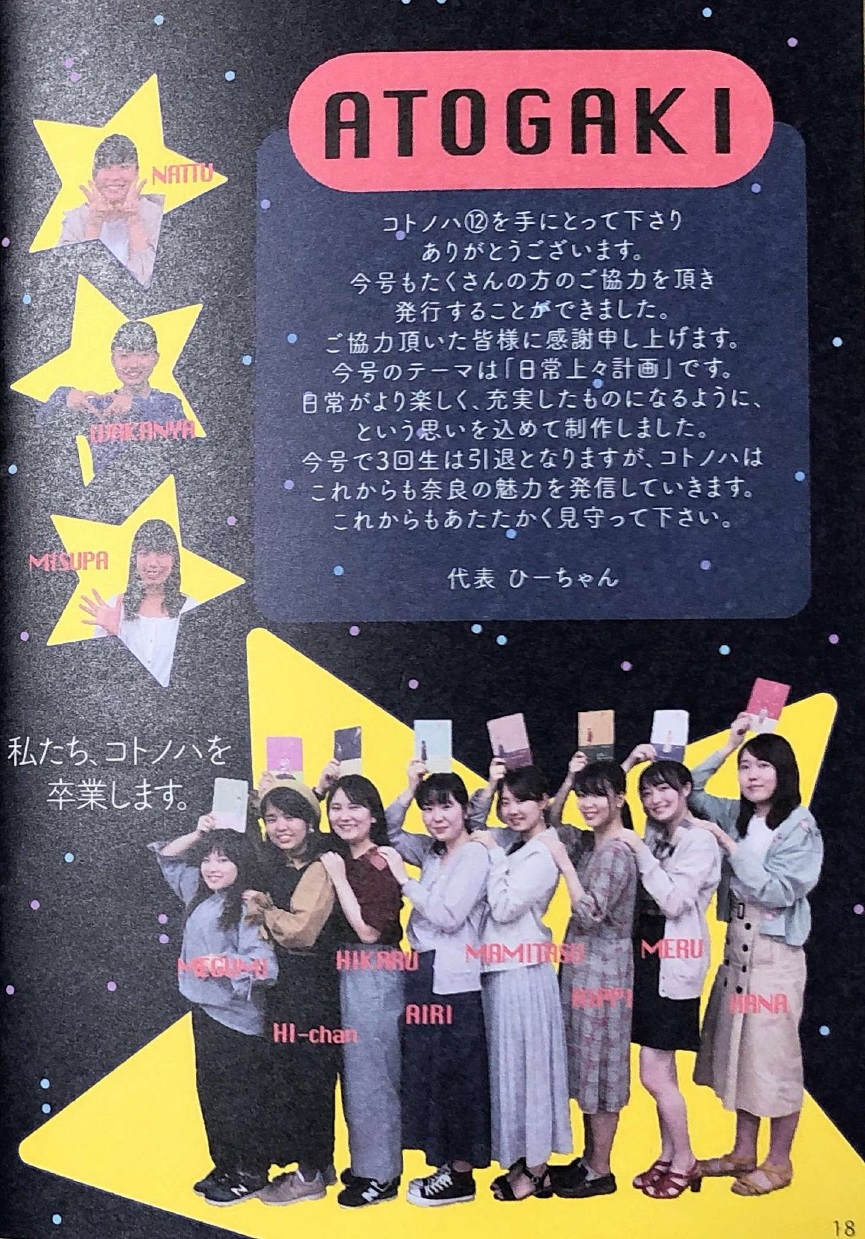 ATOGAKI
コトノハ⑫を手にとって下さり
ありがとうございます。
今号もたくさんの方のご協力を頂き
発行することができました。
ご協力頂いた皆様に感謝申し上げます。
今号のテーマは「日常上々計画」です。
日常がより楽しく、充実したものになるように、
という思いを込めて制作しました。
今号で3回生は引退となりますが、コトノハは
これからも奈良の魅力を発信していきます。
これからもあたたかく見守って下さい。
代表 ひーちゃん
NATTU
WAKANYA
MISUPA
私たち、コトノハを
卒業します。
MEGUMU
HI-chan
HIKARU
AIRI
MAMITASU
MERU
HANA
18